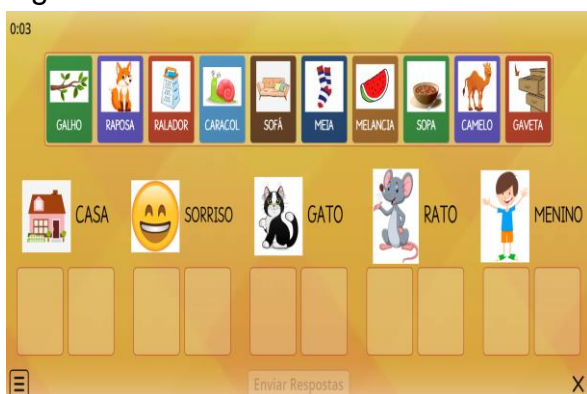 0:03
GALHO RAPOSA RALADOR CARACOL SOFÁ MEIA MELANCIA SOPA CAMELO GAVETA
CASA SORRISO GATO RATO MENINO
Enviar Respostas X